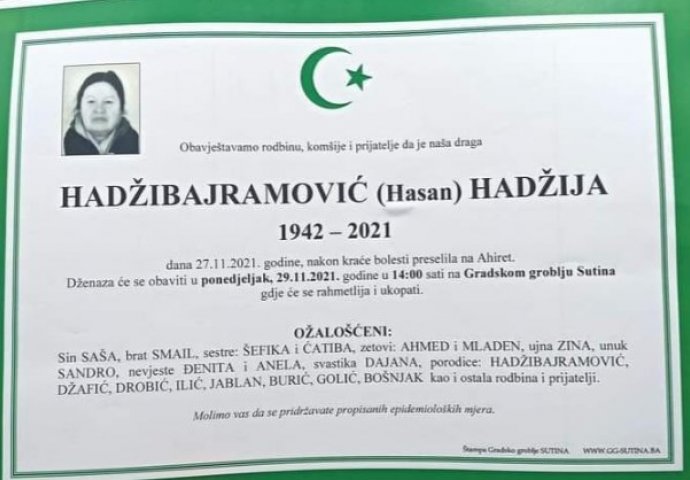 Obavještavamo rodbinu, komšije i prijatelje da je naša draga
HADŽIBAJRAMOVIĆ (Hasan) HADŽIJA
1942 – 2021
dana 27.11.2021. godine, nakon kraće bolesti preselila na Ahiret.
Dženaza će se obaviti u ponedjeljak, 29.11.2021. godine u 14:00 sati na Gradskom groblju Sutina
gdje će se rahmetlija i ukopati.
OŽALOŠĆENI:
Sin SAŠA, brat SMAIL, sestre: ŠEFIKA i ĆATIBA, zetovi: AHMED i MLADEN, ujna ZINA, unuk
SANDRO, nevjeste ĐENITA i ANELA, svastika DAJANA, porodice: HADŽIBAJRAMOVIĆ,
DŽAFIĆ, DROBIĆ, ILIĆ, JABLAN, BURIĆ, GOLIĆ, BOŠNJAK kao i ostala rodbina i prijatelji.
Molimo vas da se pridržavate propisanih epidemioloških mjera.
Štampa Gradsko groblje SUTINA WWW.GG-SUTINA.BA